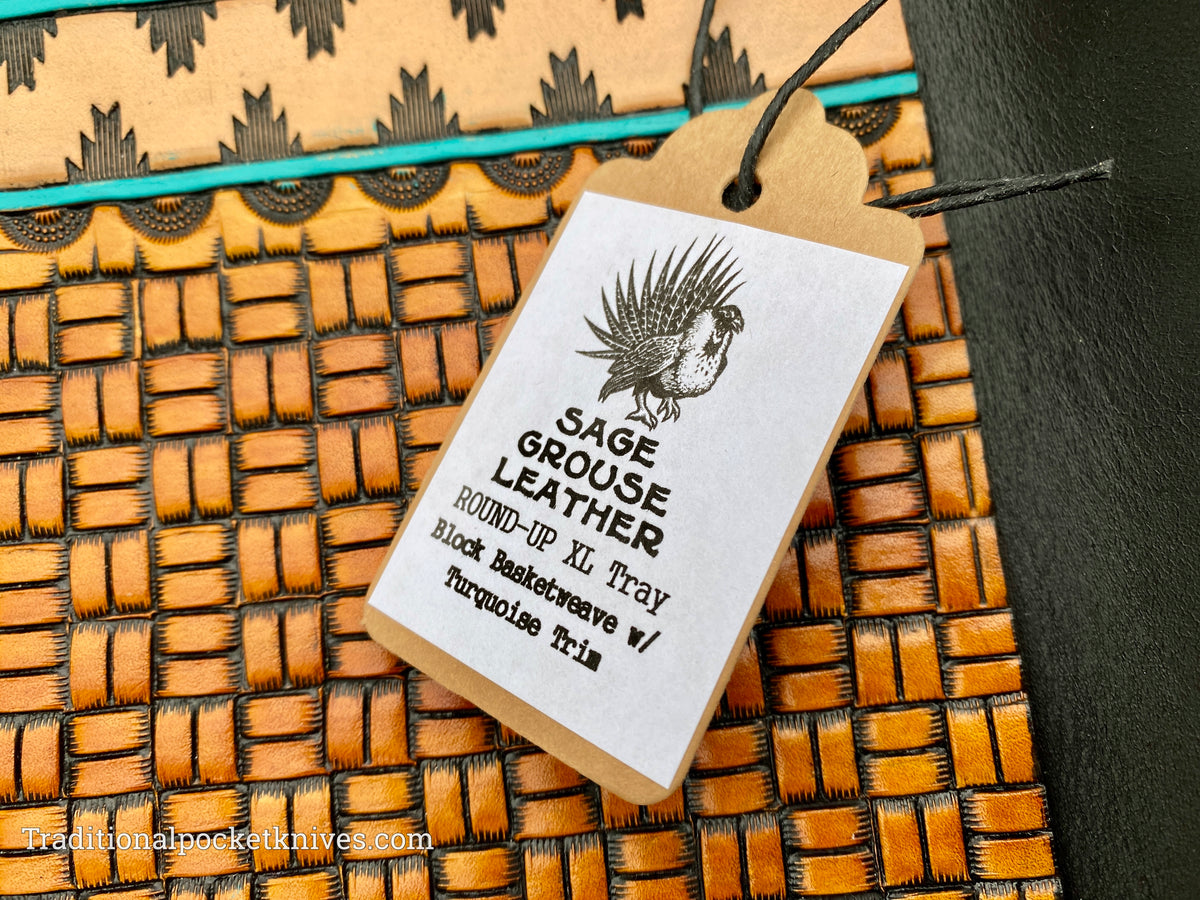 SAGE
GROUSE
LEATHER
ROUND-UP XL Tray
Block Basketweave w/
Turquoise Trim
Traditionalpocketknives.com